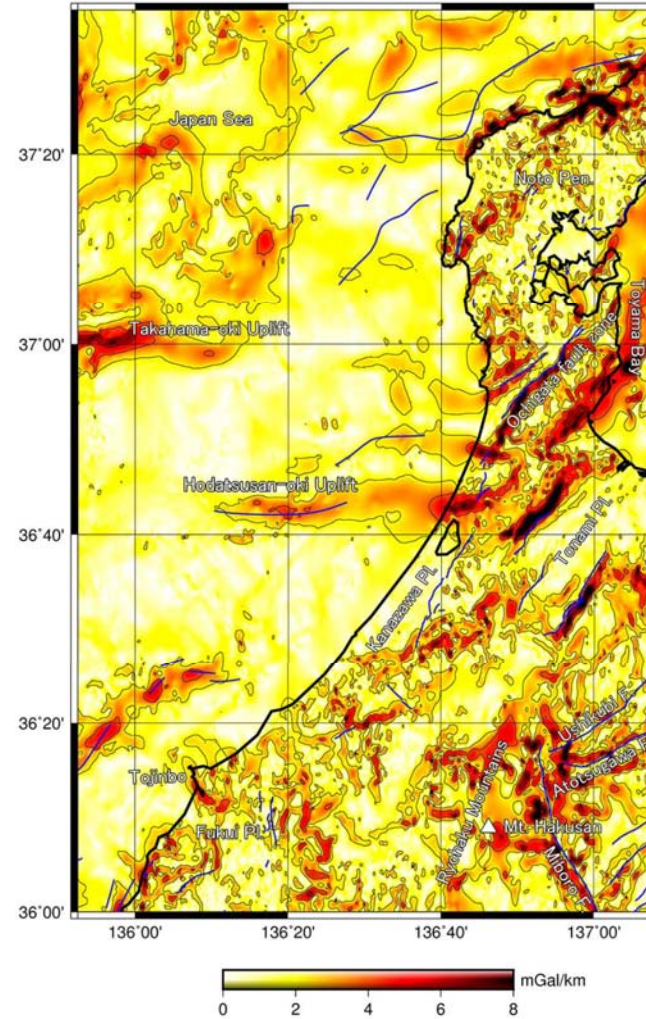 Japan Sea
37°20'
Noto Pen.
Toyama Bay
Takahama-oki Uplift
37°00'
Ochigata fault zone
Hodatsusan-oki Uplift
36°40'
Tonami Pl.
Kanazawa Pl.
36°20'
Ushikubi F.
Atotsugawa F.
Tojinbo
Ryohaku Mountains
Mt. Hakusan
Fukui Pl.
Miboro F.
36°00'
136°00' 136°20' 136°40' 137°00'
mGal/km
0 2 4 6 8